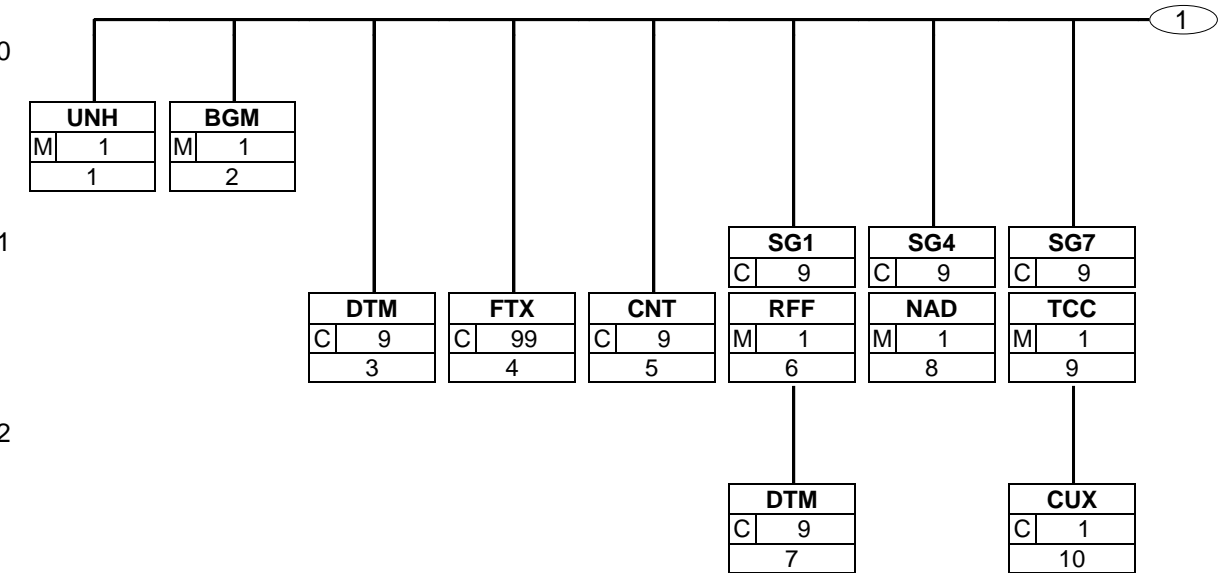 1
0
UNH BGM
M 1 M 1
1 2
1
SG1 SG4 SG7
C 9 C 9 C 9
DTM FTX CNT RFF NAD TCC
C 9 C 99 C 9 M 1 M 1 M 1
3 4 5 6 8 9
2
DTM CUX
C 9 C 1
7 10